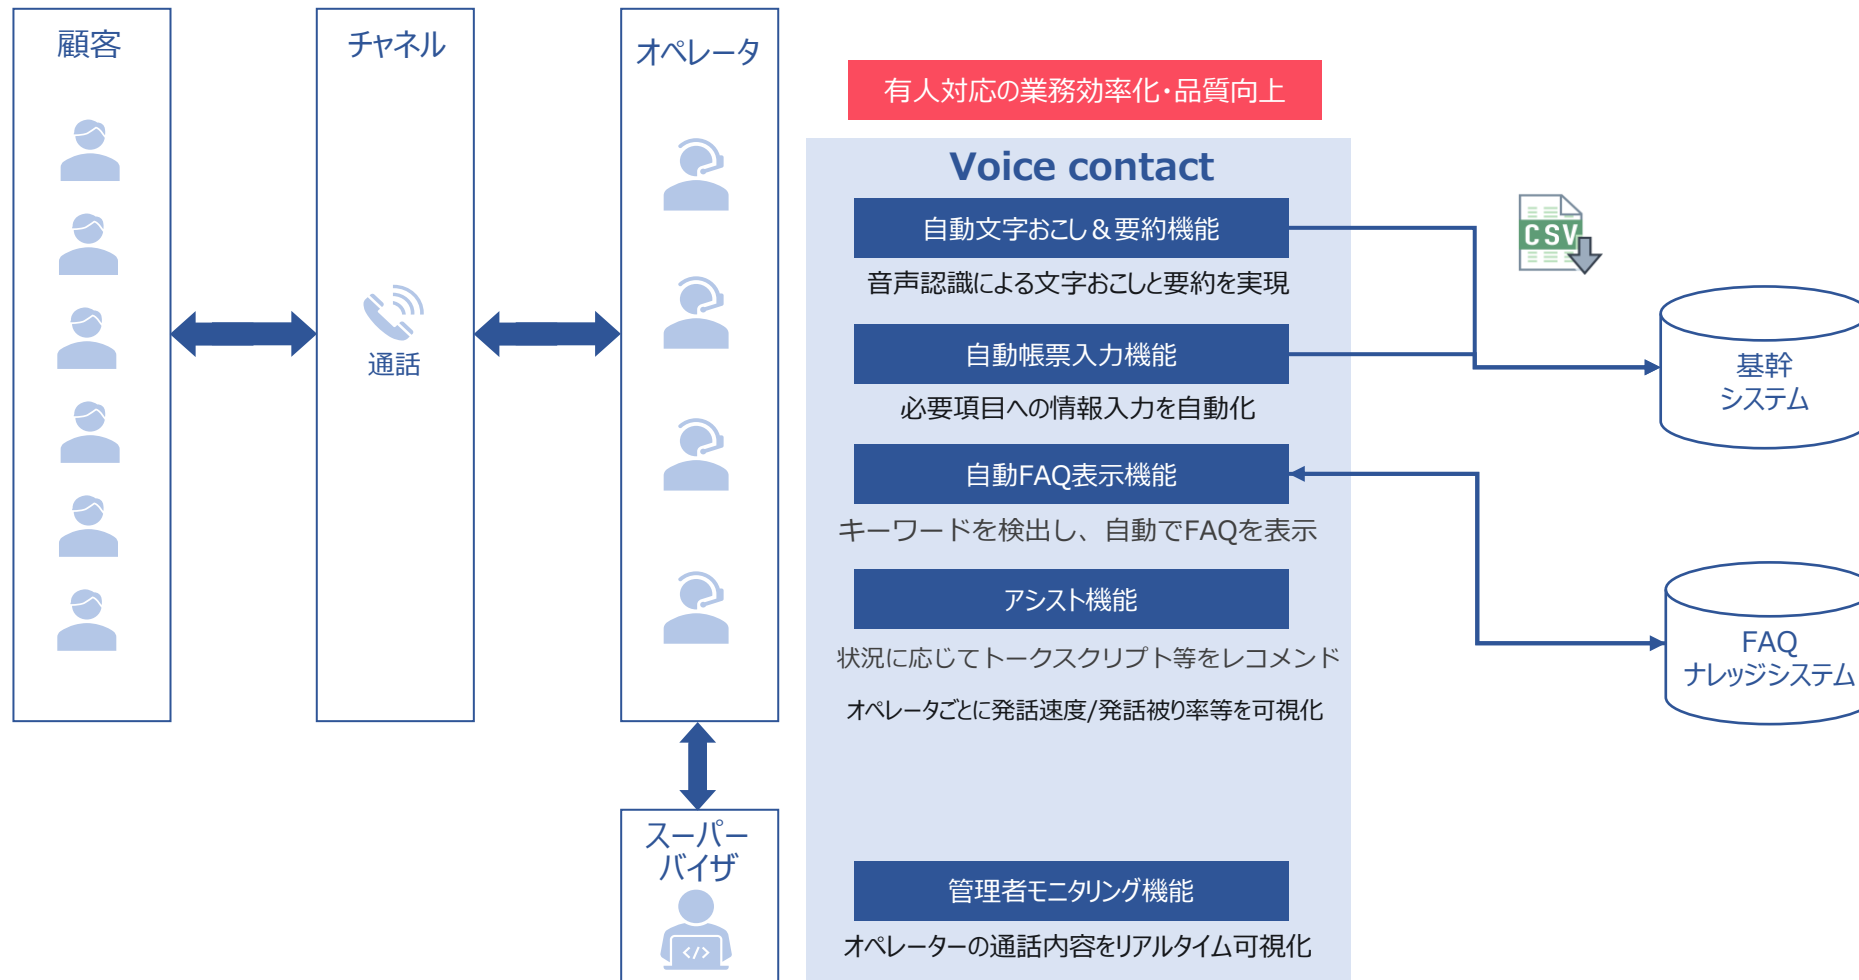 顧客
チャネル
通話
オペレータ
スーパー
バイザ
</>
有人対応の業務効率化・品質向上
Voice contact
自動文字おこし＆要約機能
音声認識による文字おこしと要約を実現
自動帳票入力機能
必要項目への情報入力を自動化
自動FAQ表示機能
キーワードを検出し、自動でFAQを表示
アシスト機能
状況に応じてトークスクリプト等をレコメンド
オペレータごとに発話速度/発話被り率等を可視化
管理者モニタリング機能
オペレーターの通話内容をリアルタイム可視化
CSV
基幹
システム
FAQ
ナレッジシステム